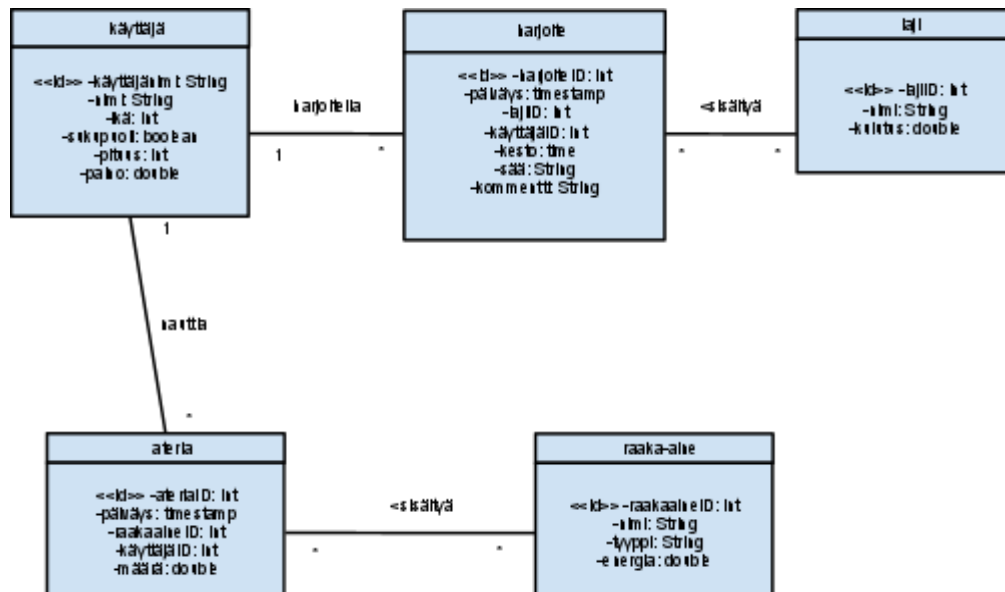 käyttäjä
<<id>> -käyttäjänimi: String
-nimi: String
-ikä: int
-sukupuoli: boolean
-pituus: int
-paino: double
harjoitella
1
*
harjoite
<<id>> -harjoiteID: int
-päiväys: timestamp
-lajiID: int
-käyttäjäID: int
-kesto: time
-sää: String
-kommentti: String
<sisältyä
*
*
laji
<<id>> -lajiID: int
-nimi: String
-kulutus: double
1
nauttia
*
ateria
<<id>> -ateriaID: int
-päiväys: timestamp
-raakaaineID: int
-käyttäjäID: int
-määrä: double
<sisältyä
*
*
raaka-aine
<<id>> -raakaaineID: int
-nimi: String
-tyyppi: String
-energia: double